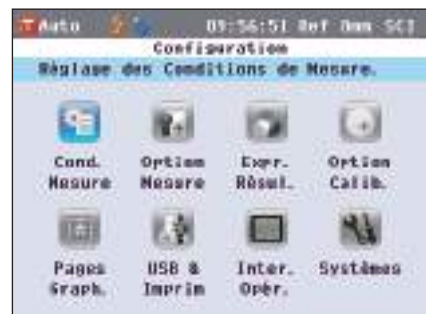 Auto 09:56:51 Ref 8mm SCI
Configuration
Réglage des Conditions de Mesure.
Cond. Option Expr. Option
Mesure Mesure Résul. Calib.
Pages USB & Inter. Systèmes
Graph. Imprim Opér.